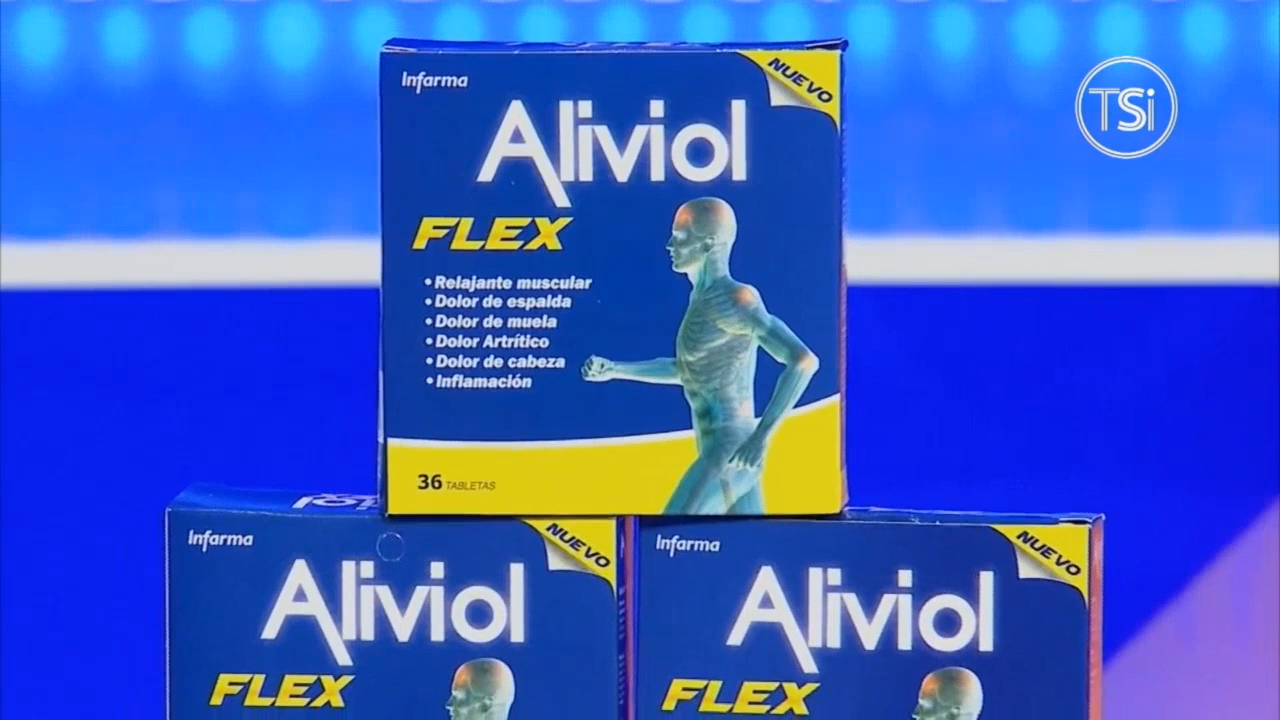 Infarma
NUEVO
Aliviol
FLEX
• Relajante muscular
• Dolor de espalda
• Dolor de muela
• Dolor Artrítico
• Dolor de cabeza
• Inflamación
36 TABLETAS
TSi
Infarma
NUEVO
Aliviol
FLEX
Infarma
NUEVO
Aliviol
FLEX